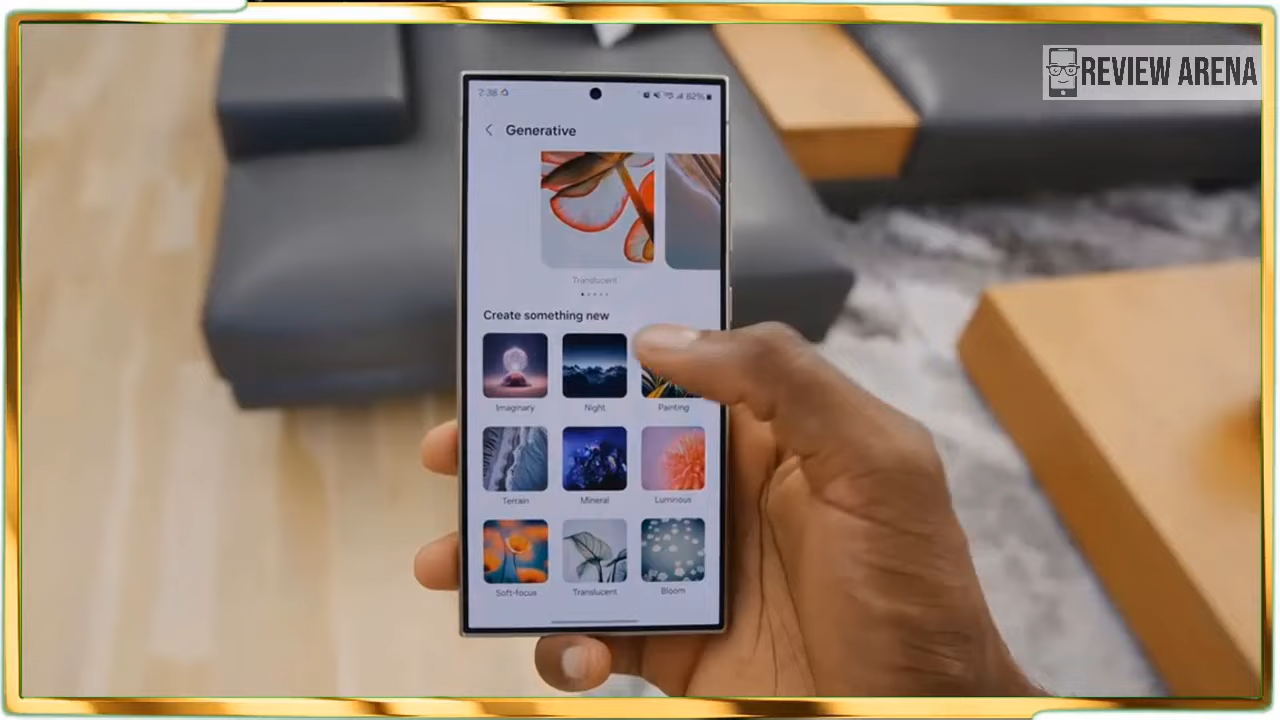 REVIEW ARENA
2:38
82%
Generative
Translucent
Create something new
Imaginary
Night
Painting
Terrain
Mineral
Luminous
Soft-focus
Translucent
Bloom